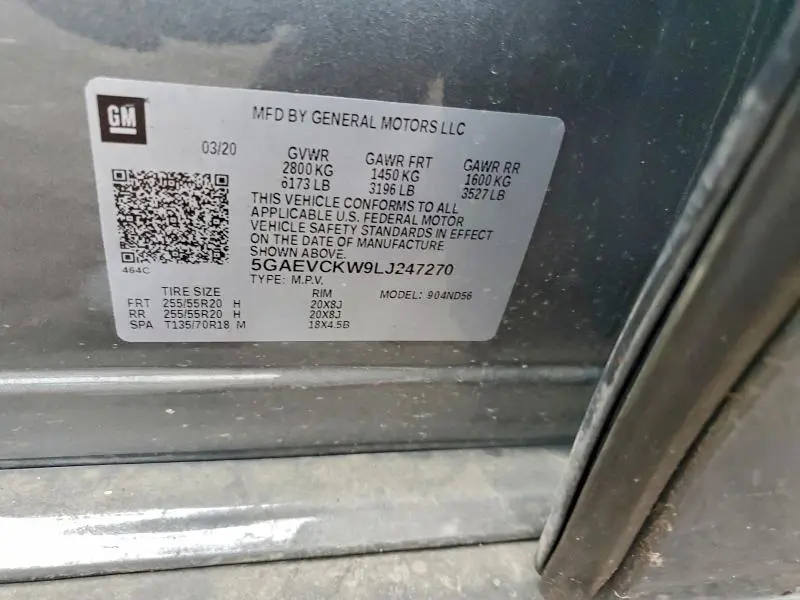 GM
MFD BY GENERAL MOTORS LLC
03/20 GVWR GAWR FRT GAWR RR
2800 KG 1450 KG 1600 KG
6173 LB 3196 LB 3527 LB
THIS VEHICLE CONFORMS TO ALL
APPLICABLE U.S. FEDERAL MOTOR
VEHICLE SAFETY STANDARDS IN EFFECT
ON THE DATE OF MANUFACTURE
SHOWN ABOVE.
464C 5GAEVCKW9LJ247270
TYPE: M.P.V. MODEL: 904ND56
TIRE SIZE RIM
FRT 255/55R20 H 20X8J
RR 255/55R20 H 20X8J
SPA T135/70R18 M 18X4.5B